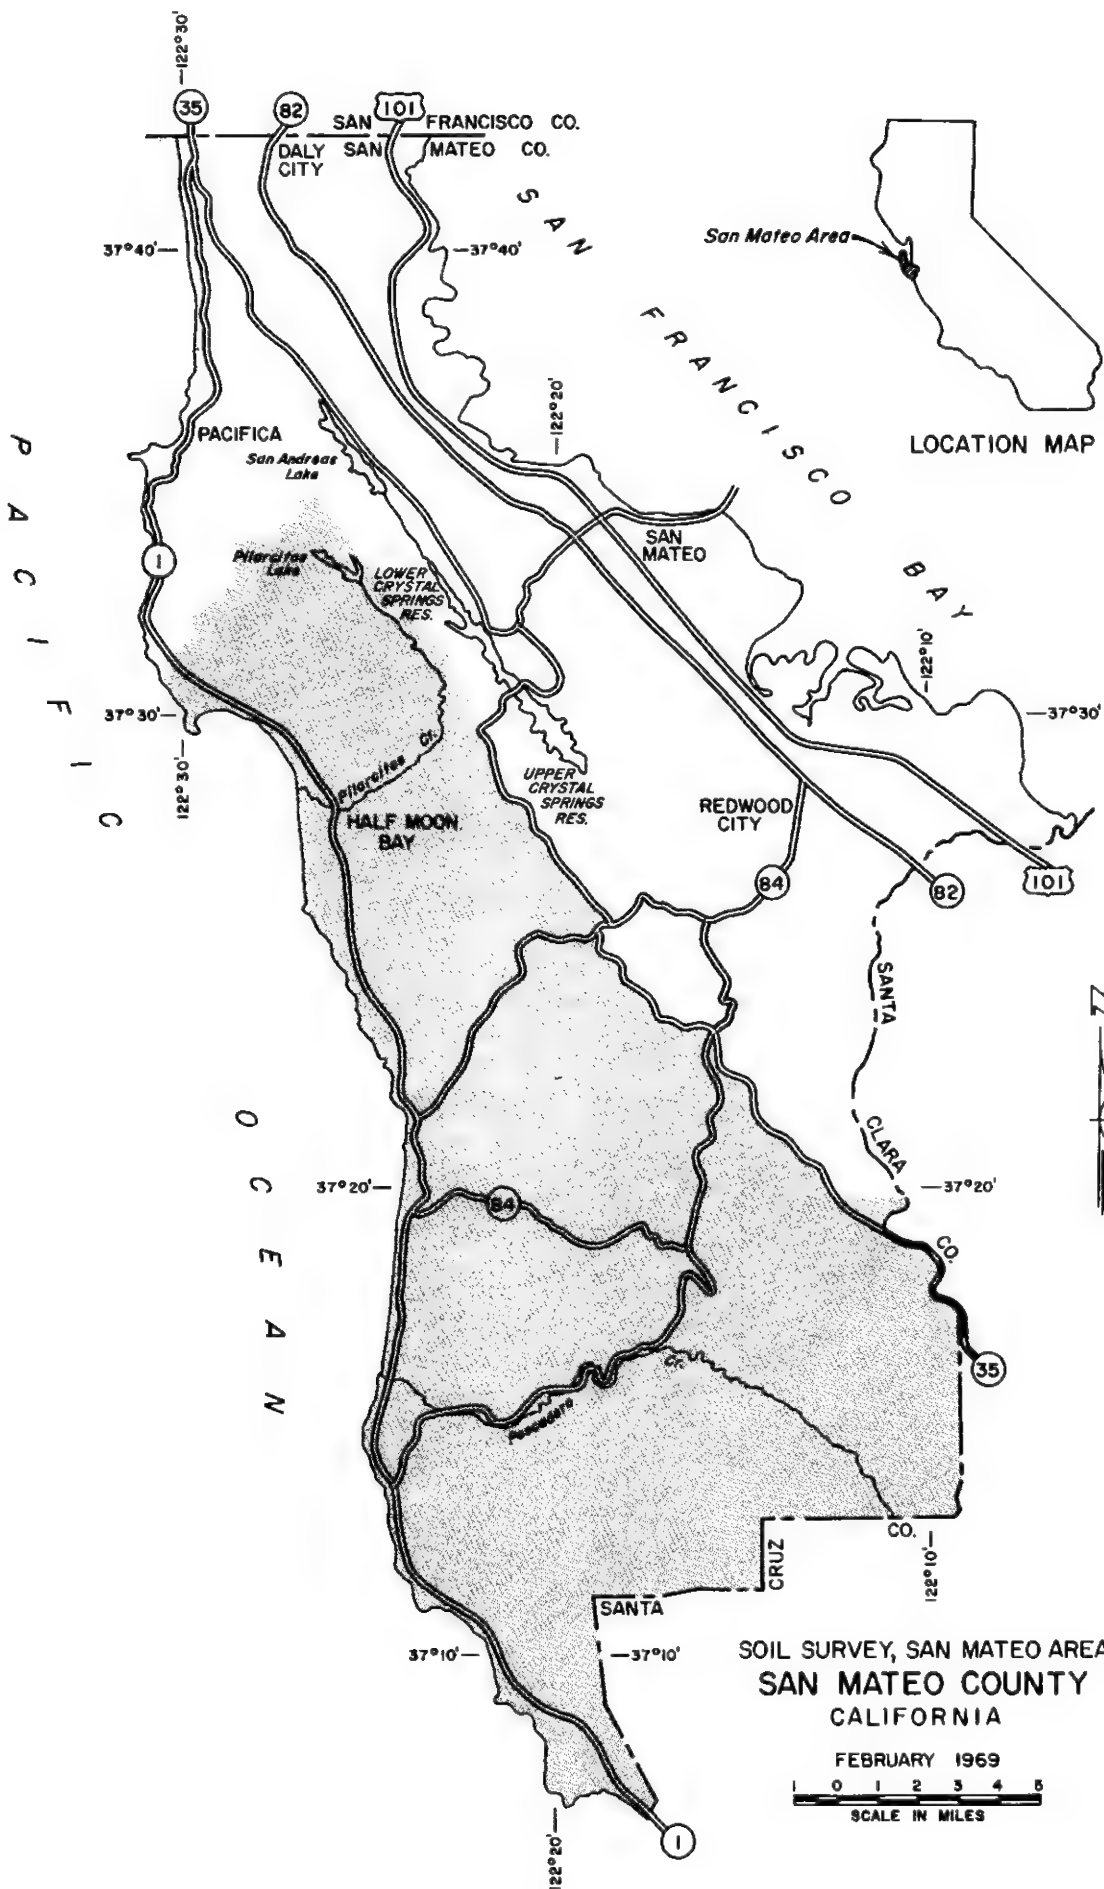 122°30'
35
82
101
SAN FRANCISCO CO.
DALY CITY
SAN MATEO CO.
SAN FRANCISCO BAY
San Mateo Area
LOCATION MAP
37°40'
37°40'
122°20'
PACIFICA
San Andreas
Lake
PACIFIC OCEAN
1
Pilarcitas
Lake
LOWER
CRYSTAL
SPRINGS
RES.
SAN
MATEO
122°10'
37°30'
37°30'
122°30'
Pilarcitas Cr.
HALF MOON
BAY
UPPER
CRYSTAL
SPRINGS
RES.
REDWOOD
CITY
84
82
101
SANTA CLARA CO.
N
37°20'
37°20'
84
35
Pescadero Cr.
SANTA CRUZ CO.
122°10'
37°10'
37°10'
SOIL SURVEY, SAN MATEO AREA
SAN MATEO COUNTY
CALIFORNIA
FEBRUARY 1969
1 0 1 2 3 4 5
SCALE IN MILES
1
122°20'